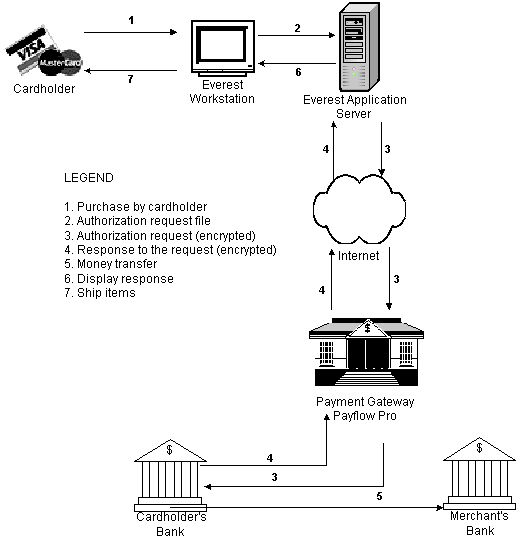 1
2
VISA
MasterCard
7
6
Cardholder
Everest
Workstation
Everest Application
Server
4
3
LEGEND
1. Purchase by cardholder
2. Authorization request file
3. Authorization request (encrypted)
4. Response to the request (encrypted)
5. Money transfer
6. Display response
7. Ship items
Internet
4
3
$
Payment Gateway
Payflow Pro
$
4
3
$
5
Cardholder's
Bank
Merchant's
Bank